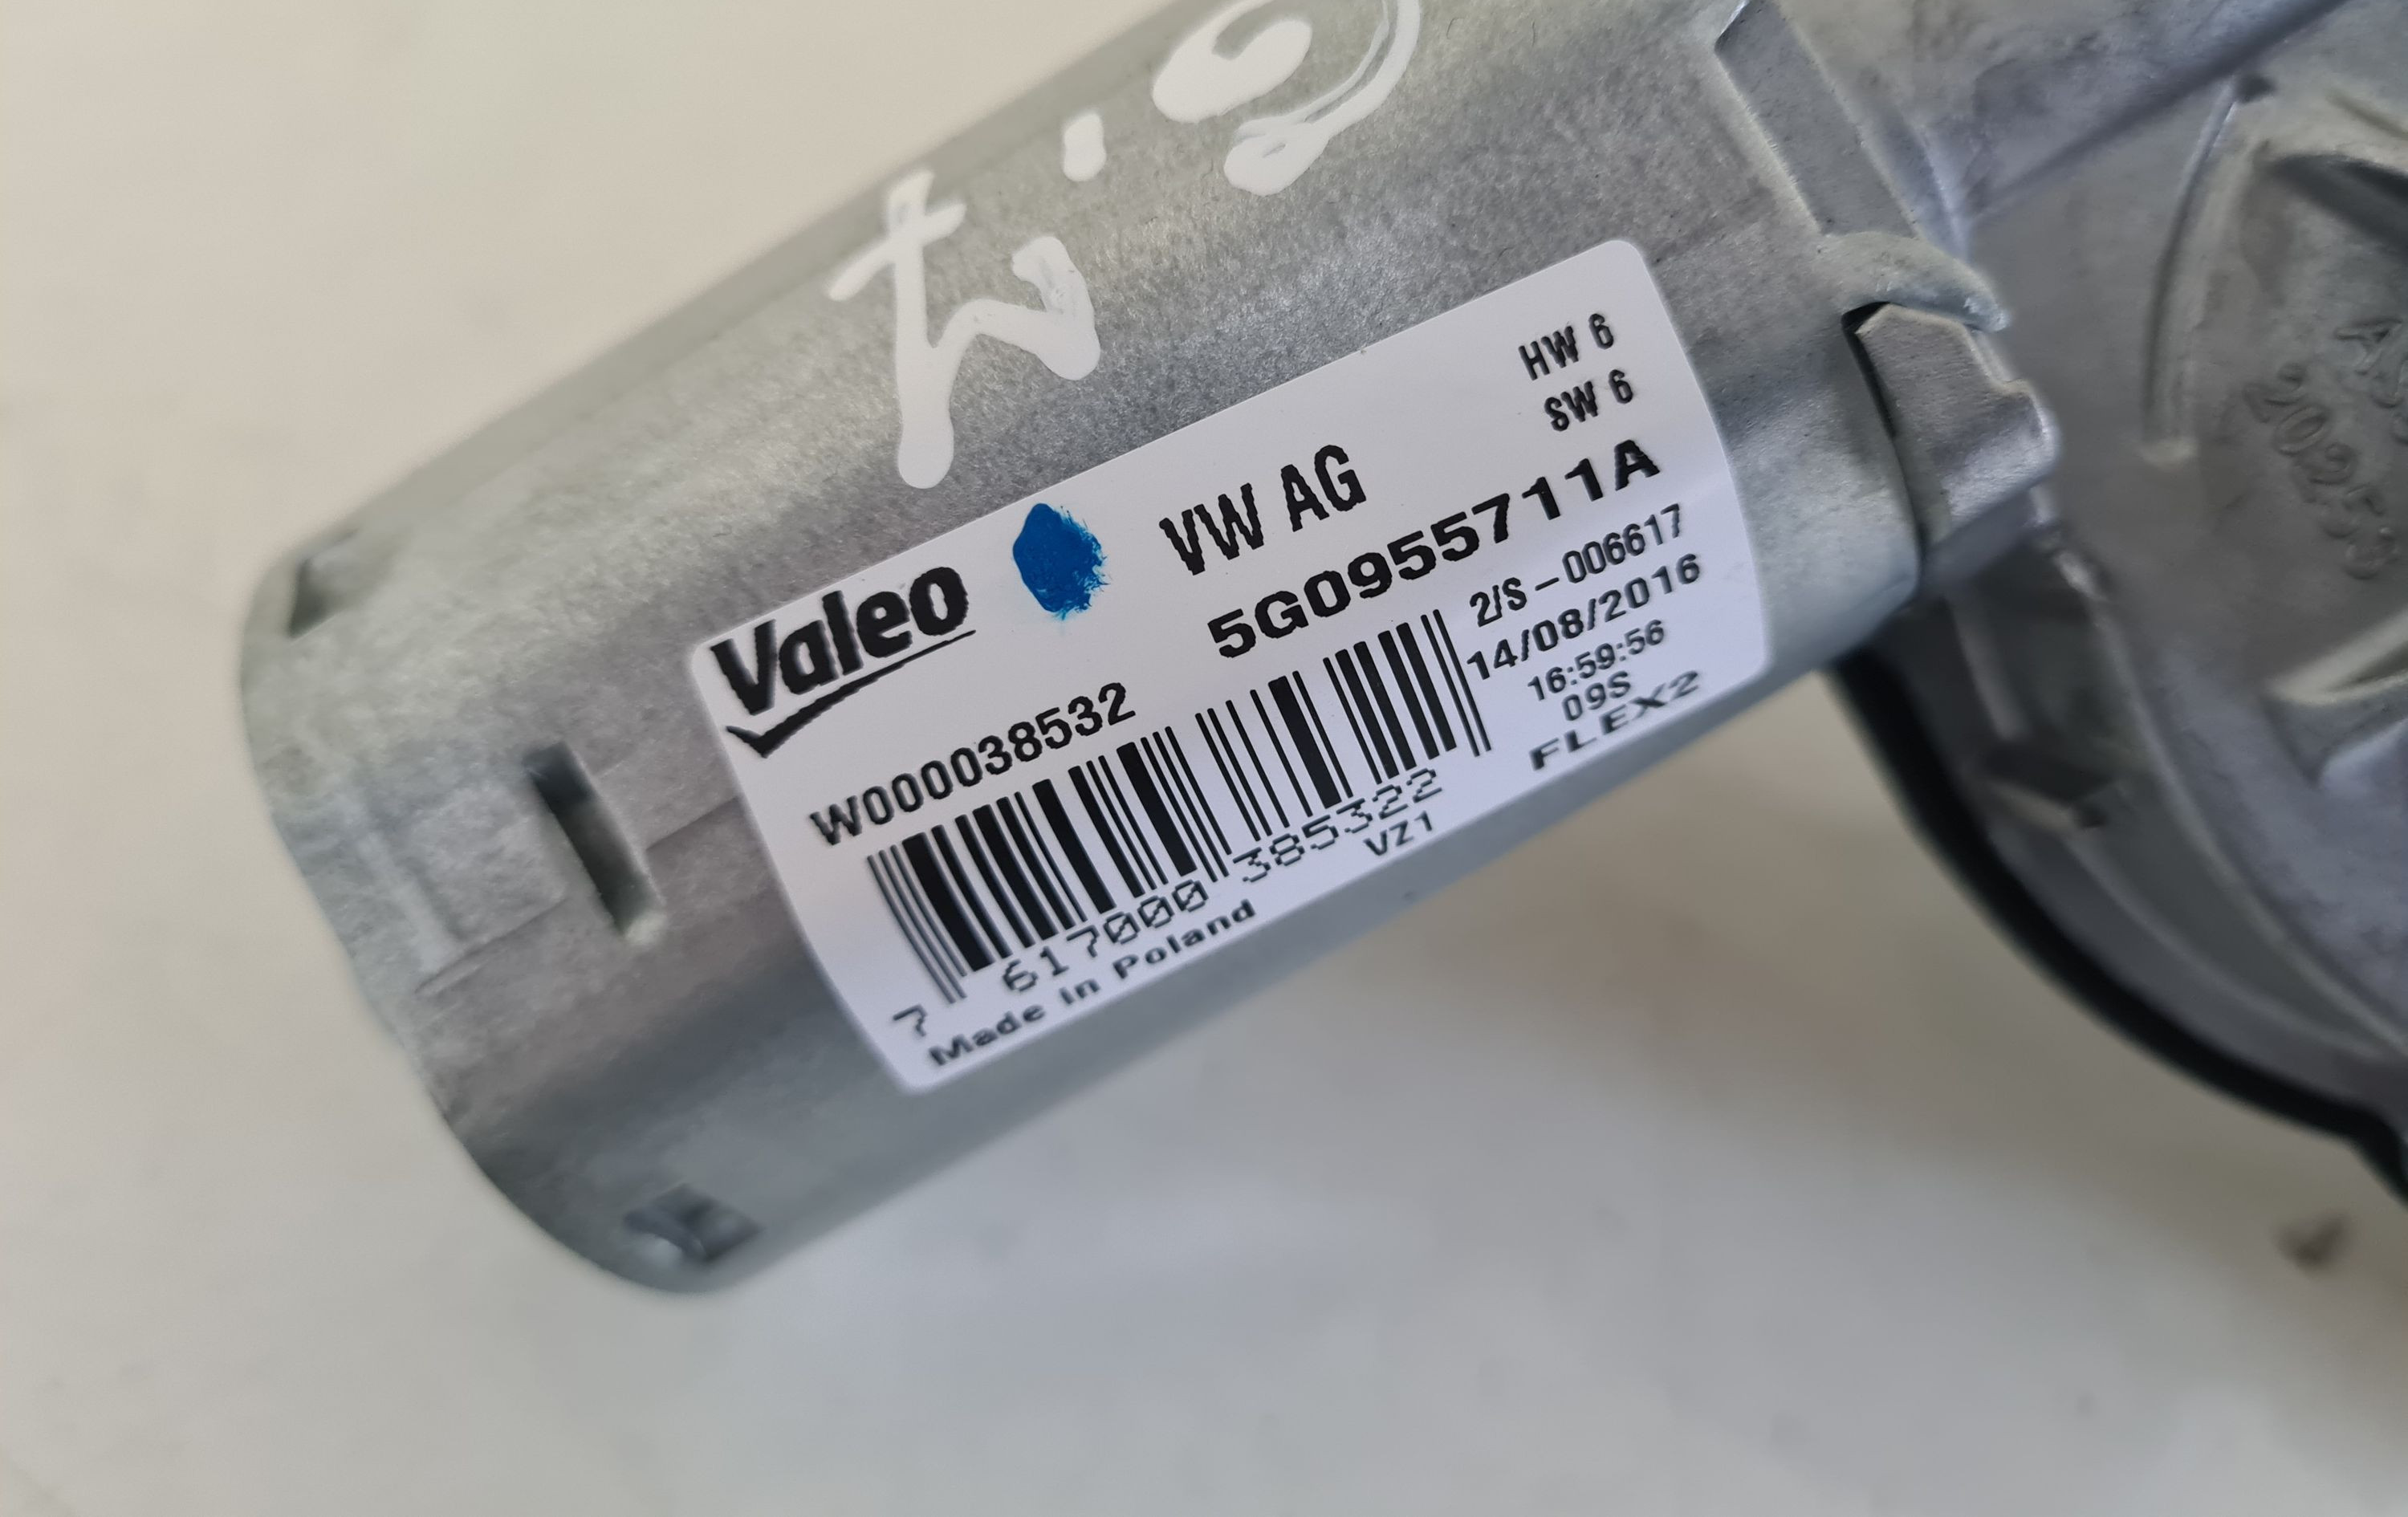 HW 6
SW 6
Valeo
VW AG
5G0955711A
W000038532
2/S-006617
14/08/2016
16:59:56
09S
FLEX2
7 617000 385322
VZ1
Made in Poland